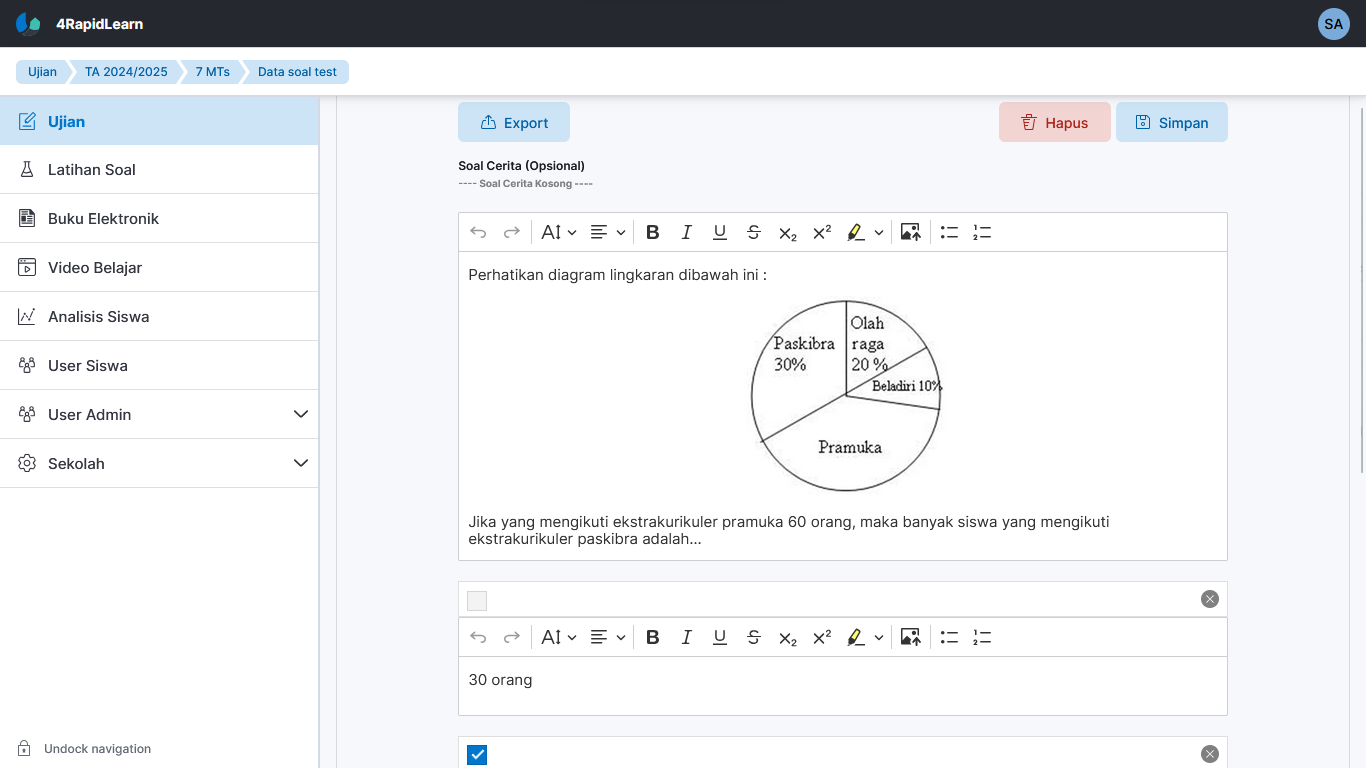 4RapidLearn
SA
Ujian
TA 2024/2025
7 MTs
Data soal test
Ujian
Latihan Soal
Buku Elektronik
Video Belajar
Analisis Siswa
User Siswa
User Admin
Sekolah
Undock navigation
Export
Hapus
Simpan
Soal Cerita (Opsional)
---- Soal Cerita Kosong ----
Perhatikan diagram lingkaran dibawah ini :
Paskibra
30%
Olah
raga
20 %
Beladiri 10%
Pramuka
Jika yang mengikuti ekstrakurikuler pramuka 60 orang, maka banyak siswa yang mengikuti
ekstrakurikuler paskibra adalah...
30 orang